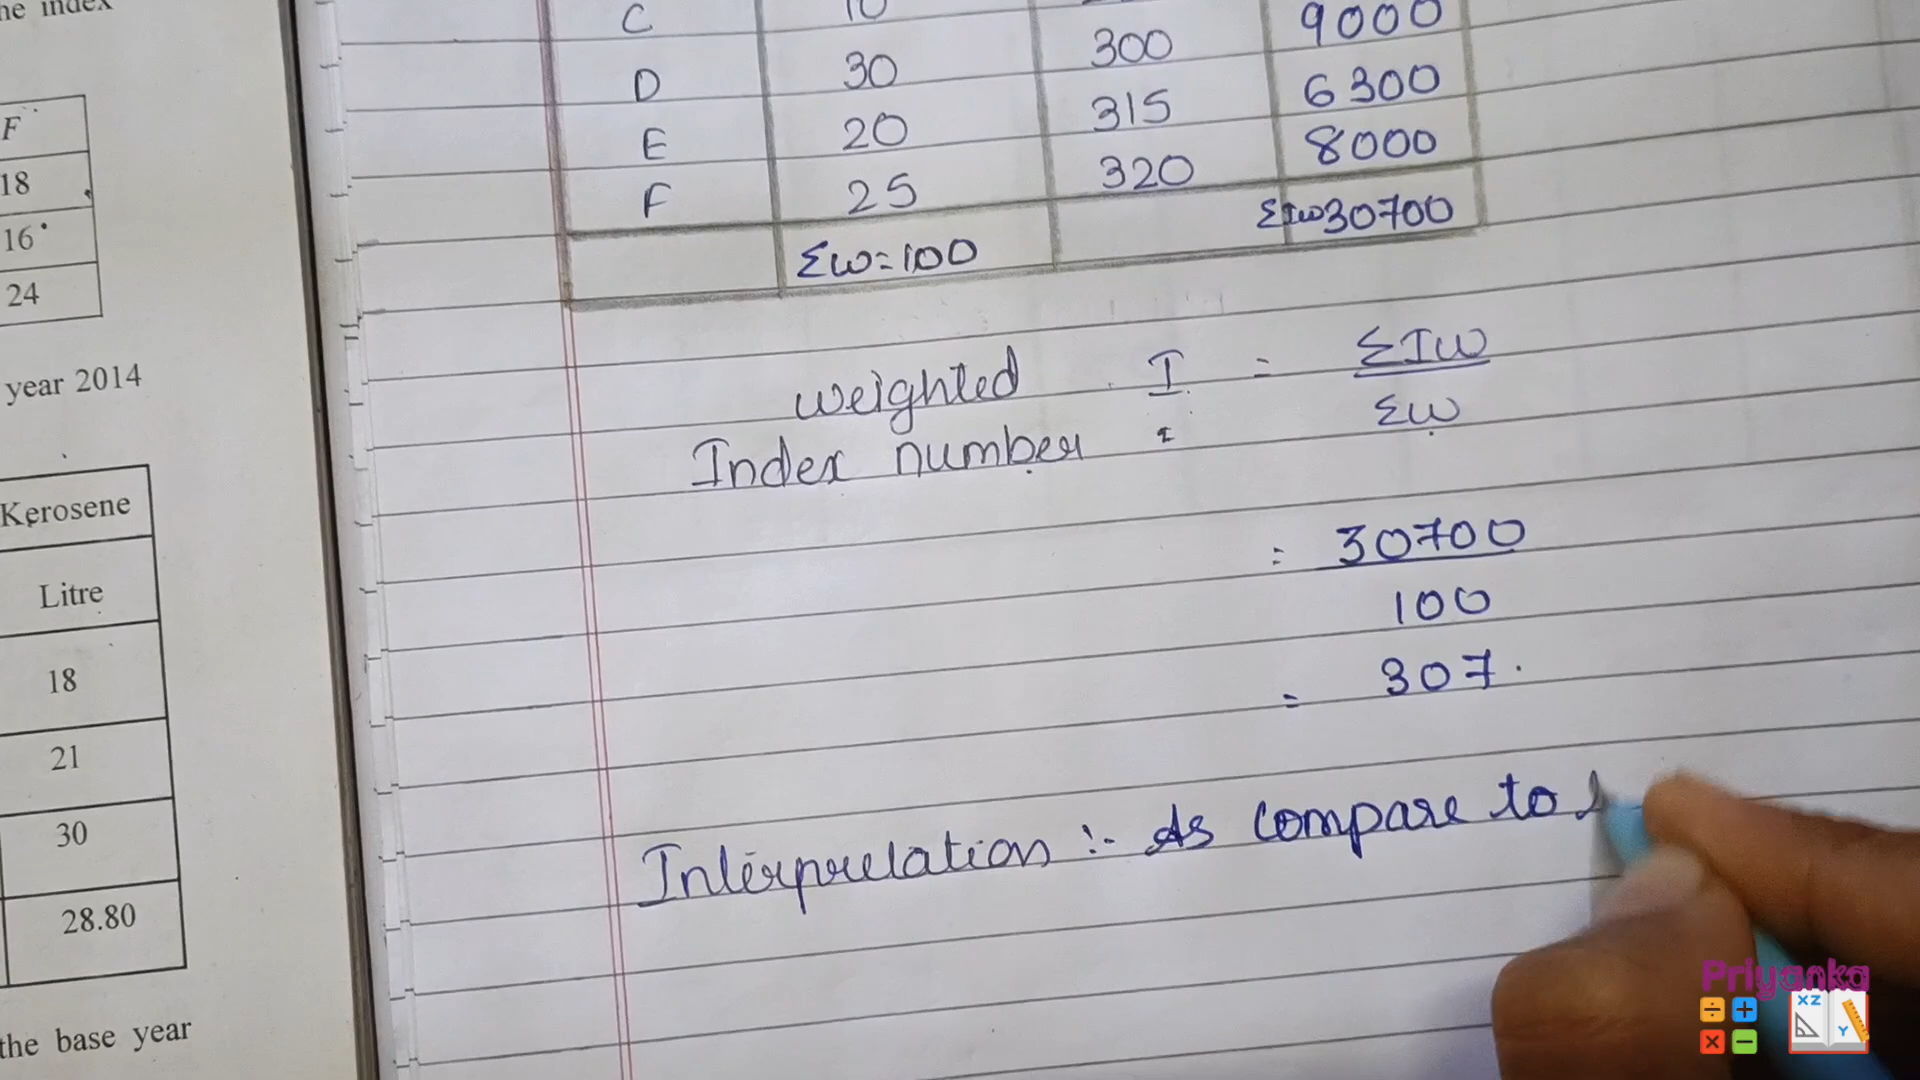 he index
F
18
16
24
year 2014
Kerosene
Litre
18
21
30
28.80
the base year
C 10 9000
D 30 300 6300
E 20 315 8000
F 25 320
Σw=100 ΣIw30700
weighted I = ΣIw
Index number = Σw
= 30700
100
= 307.
Interpretation :- As compare to
Priyanka
XZ
Y